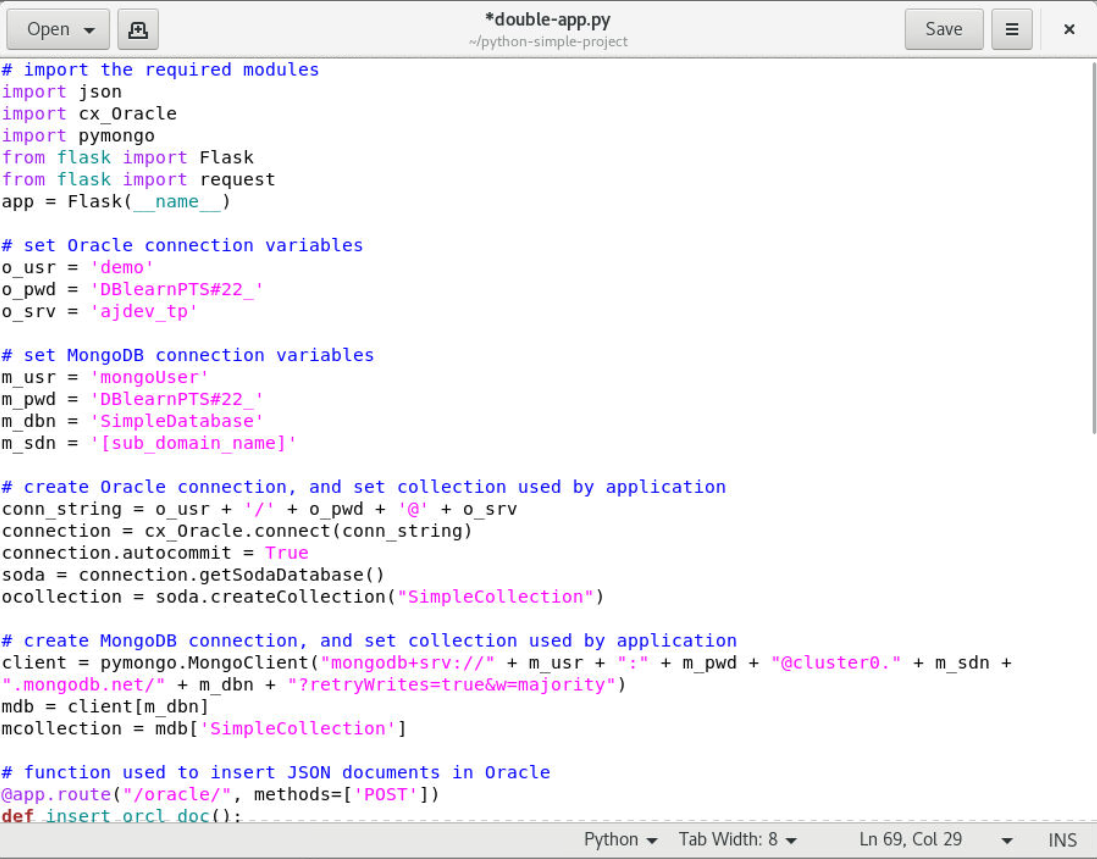 Open
*double-app.py
~/python-simple-project
Save
# import the required modules
import json
import cx_Oracle
import pymongo
from flask import Flask
from flask import request
app = Flask(__name__)
# set Oracle connection variables
o_usr = 'demo'
o_pwd = 'DBlearnPTS#22_'
o_srv = 'ajdev_tp'
# set MongoDB connection variables
m_usr = 'mongoUser'
m_pwd = 'DBlearnPTS#22_'
m_dbn = 'SimpleDatabase'
m_sdn = '[sub_domain_name]'
# create Oracle connection, and set collection used by application
conn_string = o_usr + '/' + o_pwd + '@' + o_srv
connection = cx_Oracle.connect(conn_string)
connection.autocommit = True
soda = connection.getSodaDatabase()
ocollection = soda.createCollection("SimpleCollection")
# create MongoDB connection, and set collection used by application
client = pymongo.MongoClient("mongodb+srv://" + m_usr + ":" + m_pwd + "@cluster0." + m_sdn +
".mongodb.net/" + m_dbn + "?retryWrites=true&w=majority")
mdb = client[m_dbn]
mcollection = mdb['SimpleCollection']
# function used to insert JSON documents in Oracle
@app.route("/oracle/", methods=['POST'])
def insert_orcl_doc():
Python
Tab Width: 8
Ln 69, Col 29
INS